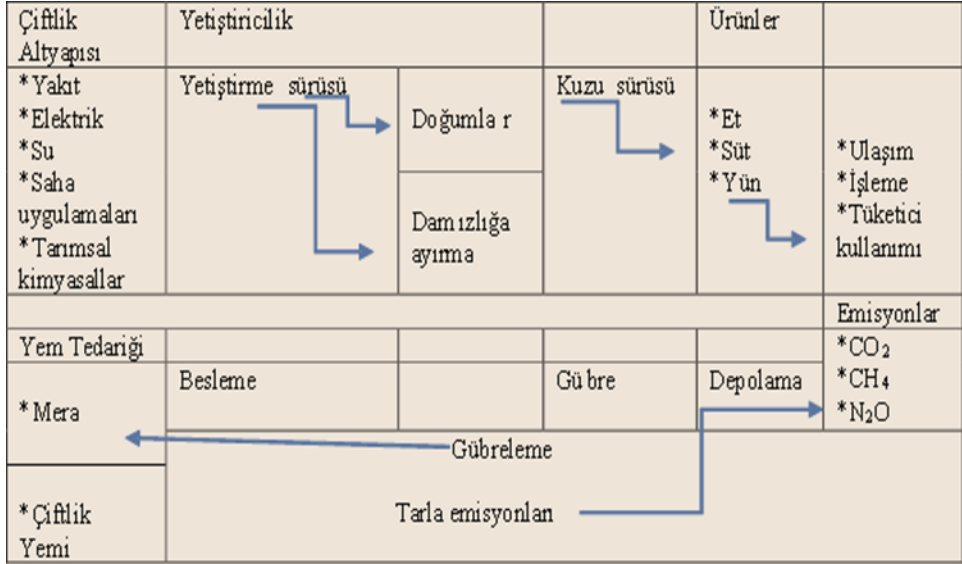 Çiftlik
Altyapısı
Yetiştiricilik
Ürünler
*Yakıt
*Elektrik
*Su
*Saha
uygulamaları
*Tarımsal
kimyasallar
Yetiştirme sürüsü
Doğumla r
Damızlığa
ayırma
Kuzu sürüsü
*Et
*Süt
*Yün
*Ulaşım
*İşleme
*Tüketici
kullanımı
Emisyonlar
Yem Tedariği
*CO₂
*CH₄
*N₂O
*Mera
Besleme
Gübre
Depolama
Gübreleme
*Çiftlik
Yemi
Tarla emisyonları